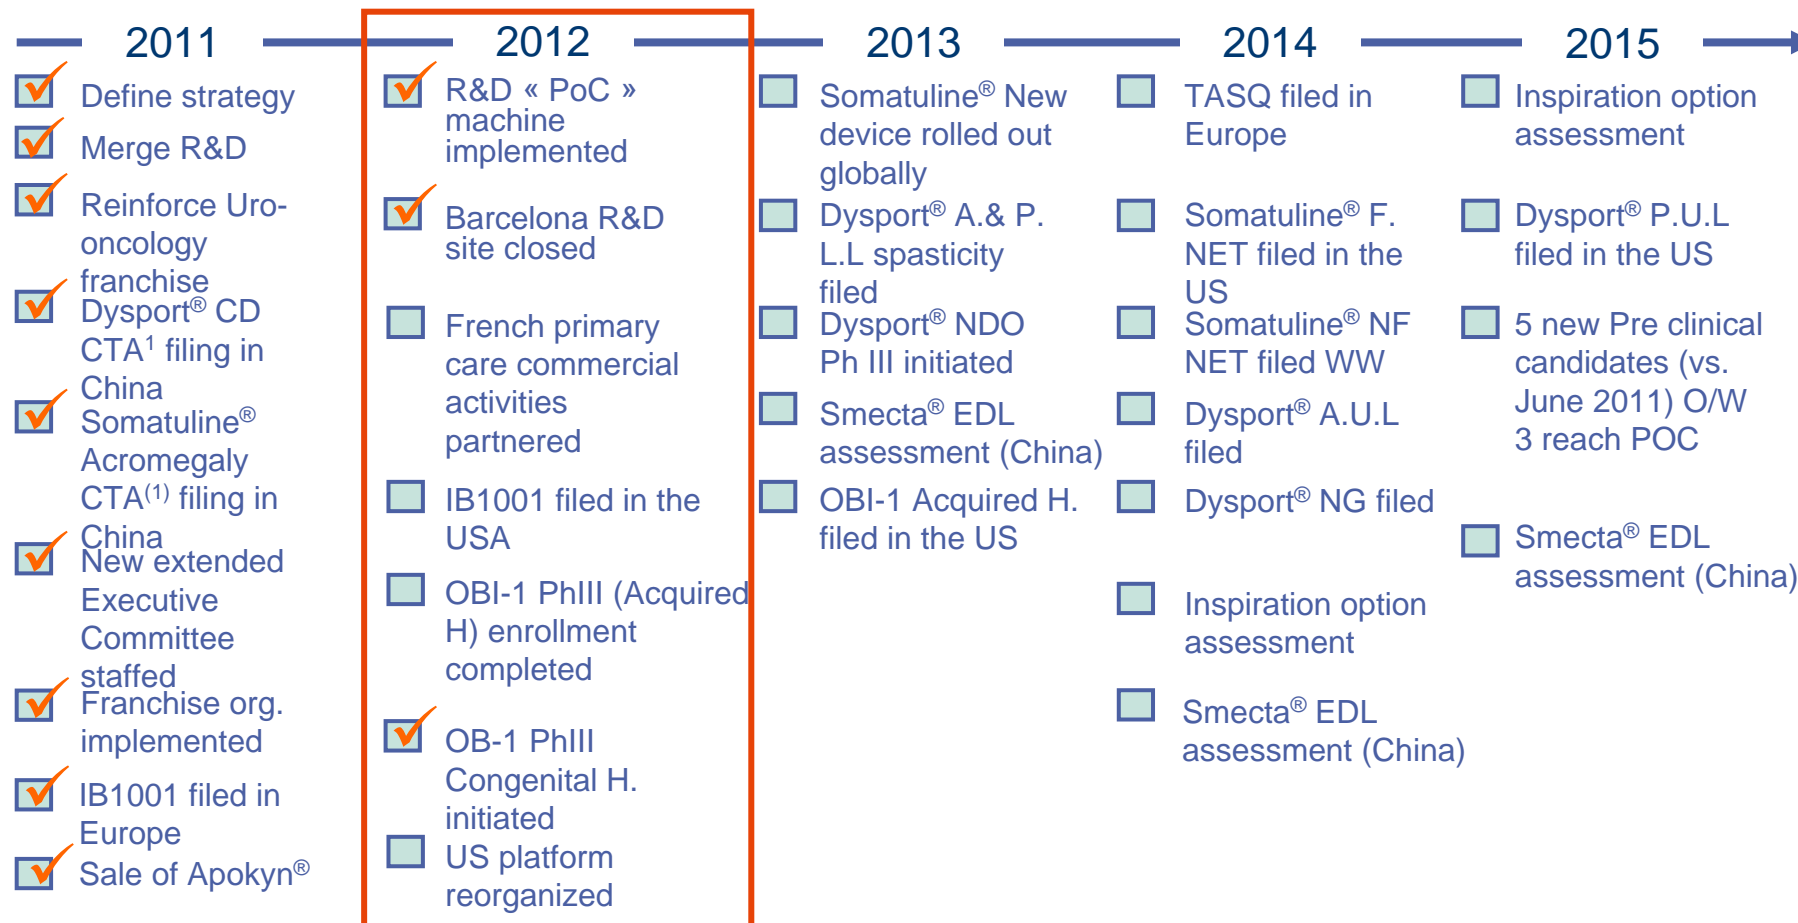 2011
Define strategy
Merge R&D
Reinforce Uro-
oncology
franchise
Dysport® CD
CTA1 filing in
China
Somatuline®
Acromegaly
CTA(1) filing in
China
New extended
Executive
Committee
staffed
Franchise org.
implemented
IB1001 filed in
Europe
Sale of Apokyn®
2012
R&D « PoC »
machine
implemented
Barcelona R&D
site closed
French primary
care commercial
activities
partnered
IB1001 filed in the
USA
OBI-1 PhIII (Acquired
H) enrollment
completed
OB-1 PhIII
Congenital H.
initiated
US platform
reorganized
2013
Somatuline® New
device rolled out
globally
Dysport® A.& P.
L.L spasticity
filed
Dysport® NDO
Ph III initiated
Smecta® EDL
assessment (China)
OBI-1 Acquired H.
filed in the US
2014
TASQ filed in
Europe
Somatuline® F.
NET filed in the
US
Somatuline® NF
NET filed WW
Dysport® A.U.L
filed
Dysport® NG filed
Inspiration option
assessment
Smecta® EDL
assessment (China)
2015
Inspiration option
assessment
Dysport® P.U.L
filed in the US
5 new Pre clinical
candidates (vs.
June 2011) O/W
3 reach POC
Smecta® EDL
assessment (China)